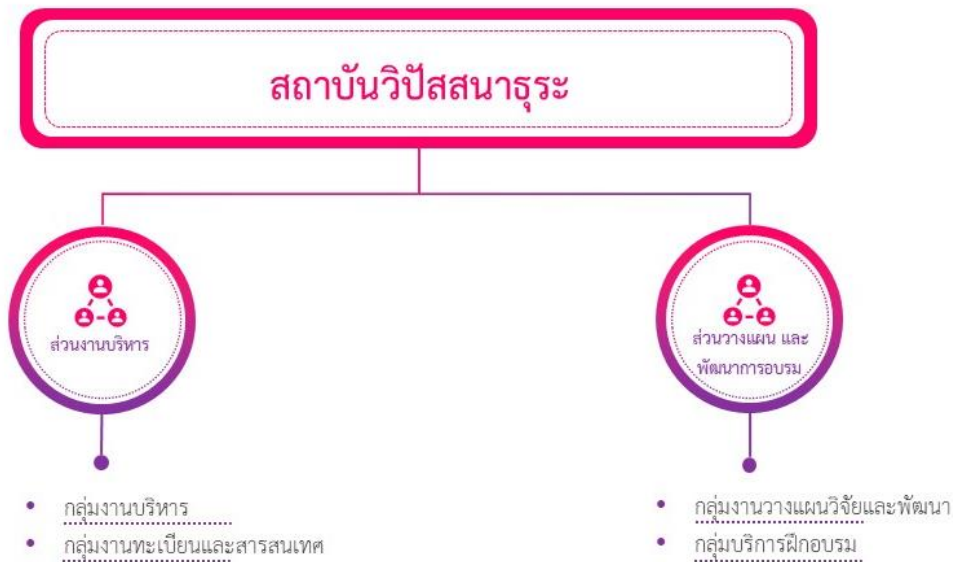 สถาบันวิปัสสนาธุระ
ส่วนงานบริหาร
ส่วนวางแผน และ
พัฒนาการอบรม
• กลุ่มงานบริหาร
• กลุ่มงานทะเบียนและสารสนเทศ
• กลุ่มงานวางแผนวิจัยและพัฒนา
• กลุ่มบริการฝึกอบรม